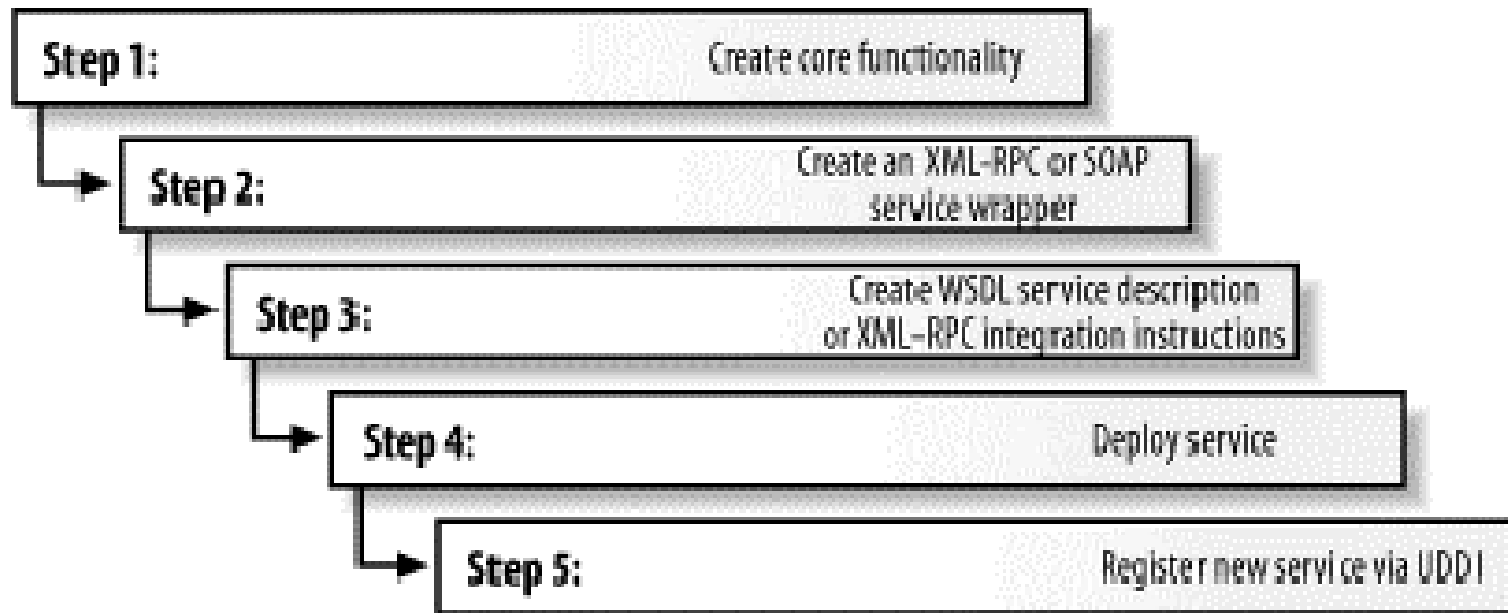 Step 1:
Create core functionality
Step 2:
Create an XML-RPC or SOAP
service wrapper
Step 3:
Create WSDL service description
or XML-RPC integration instructions
Step 4:
Deploy service
Step 5:
Register new service via UDDI